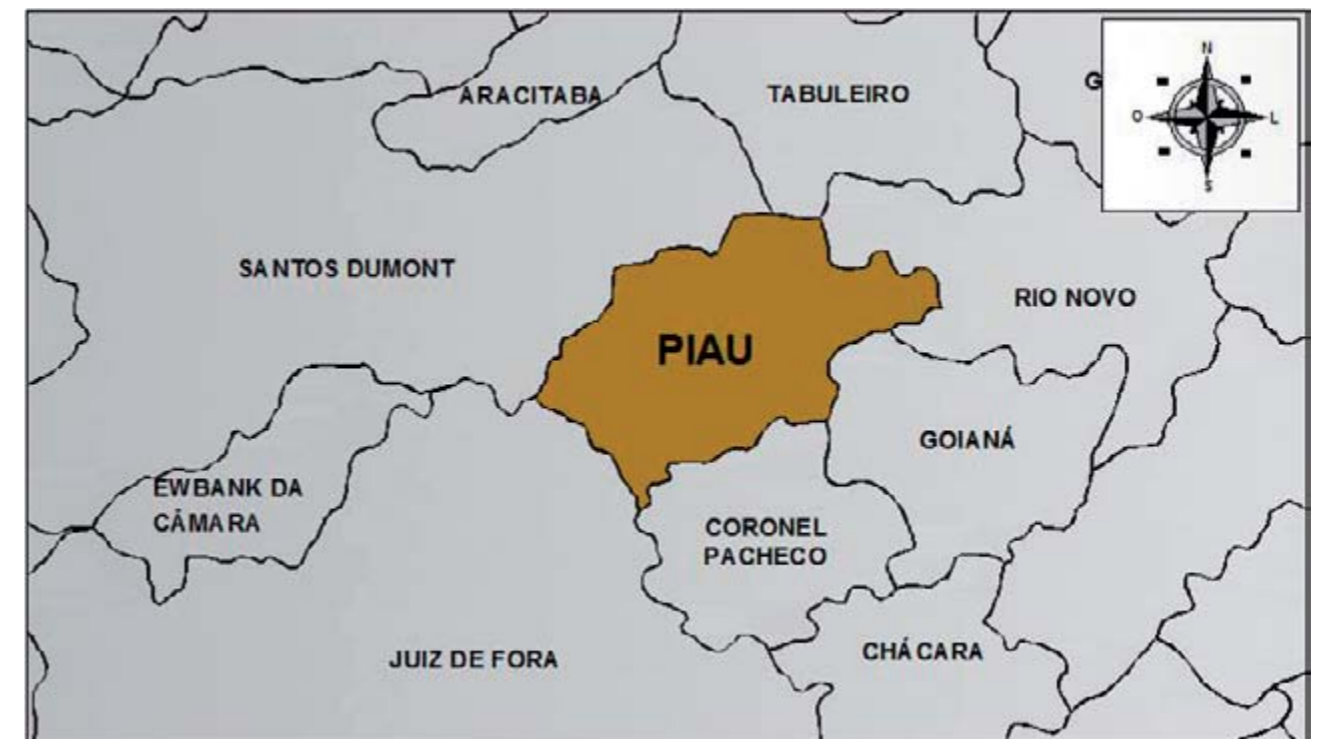 ARACITABA
TABULEIRO
G
N
O
L
S
SANTOS DUMONT
RIO NOVO
PIAU
GOIANÁ
EWBANK DA
CÂMARA
CORONEL
PACHECO
JUIZ DE FORA
CHÁCARA